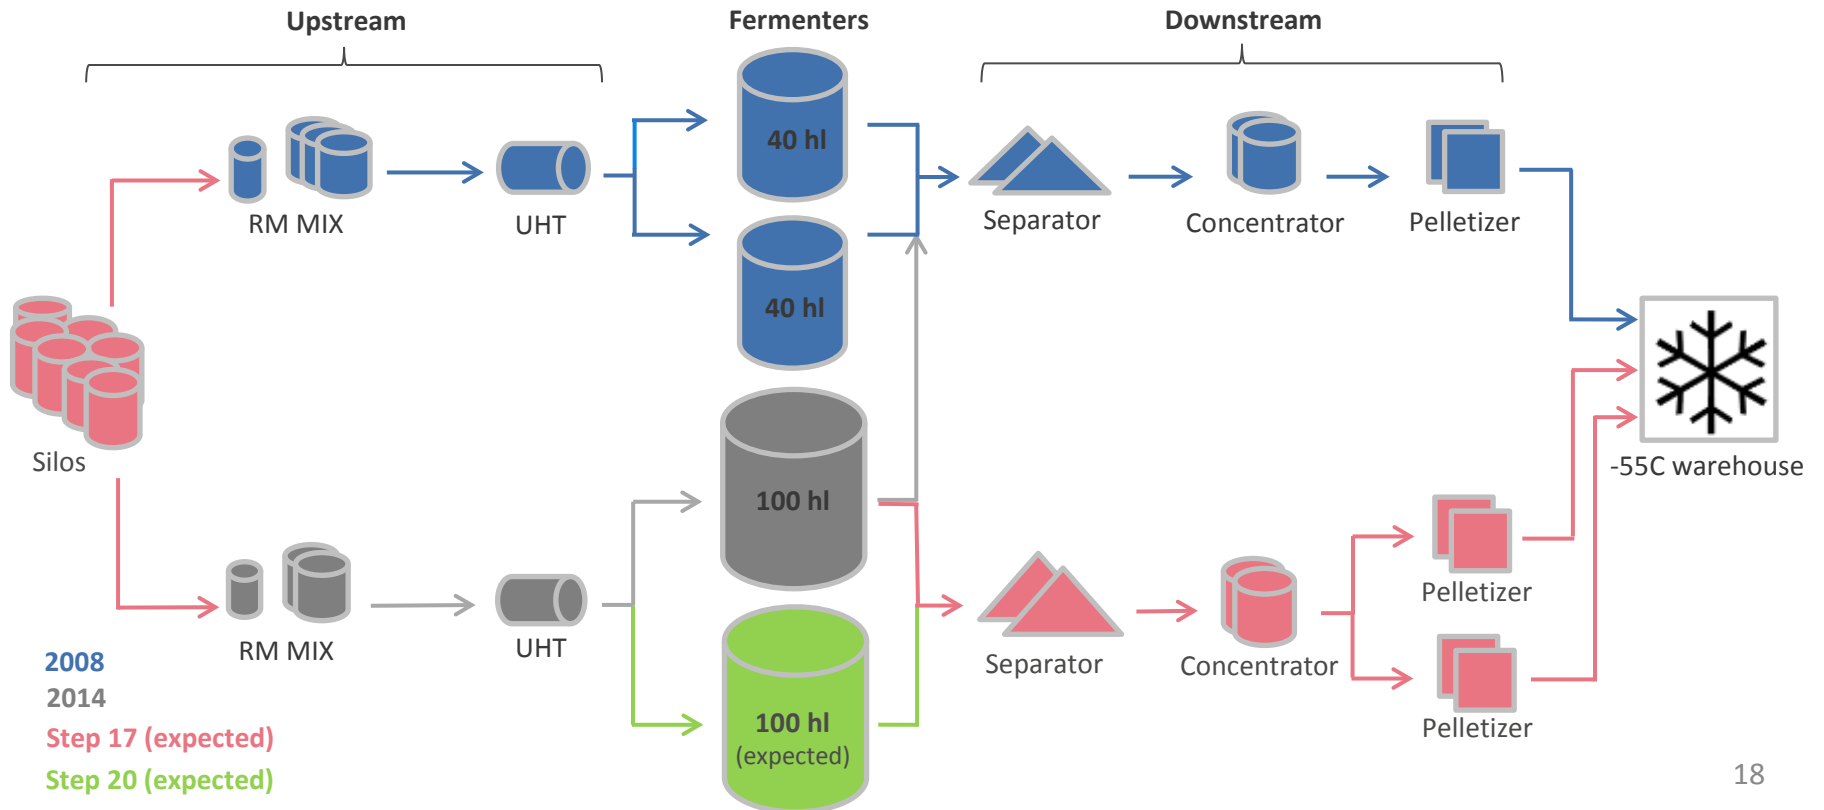 Upstream
Fermenters
Downstream
40 hl
RM MIX
UHT
Separator
Concentrator
Pelletizer
40 hl
Silos
-55C warehouse
100 hl
RM MIX
UHT
Separator
Concentrator
Pelletizer
Pelletizer
100 hl
(expected)
2008
2014
Step 17 (expected)
Step 20 (expected)
18